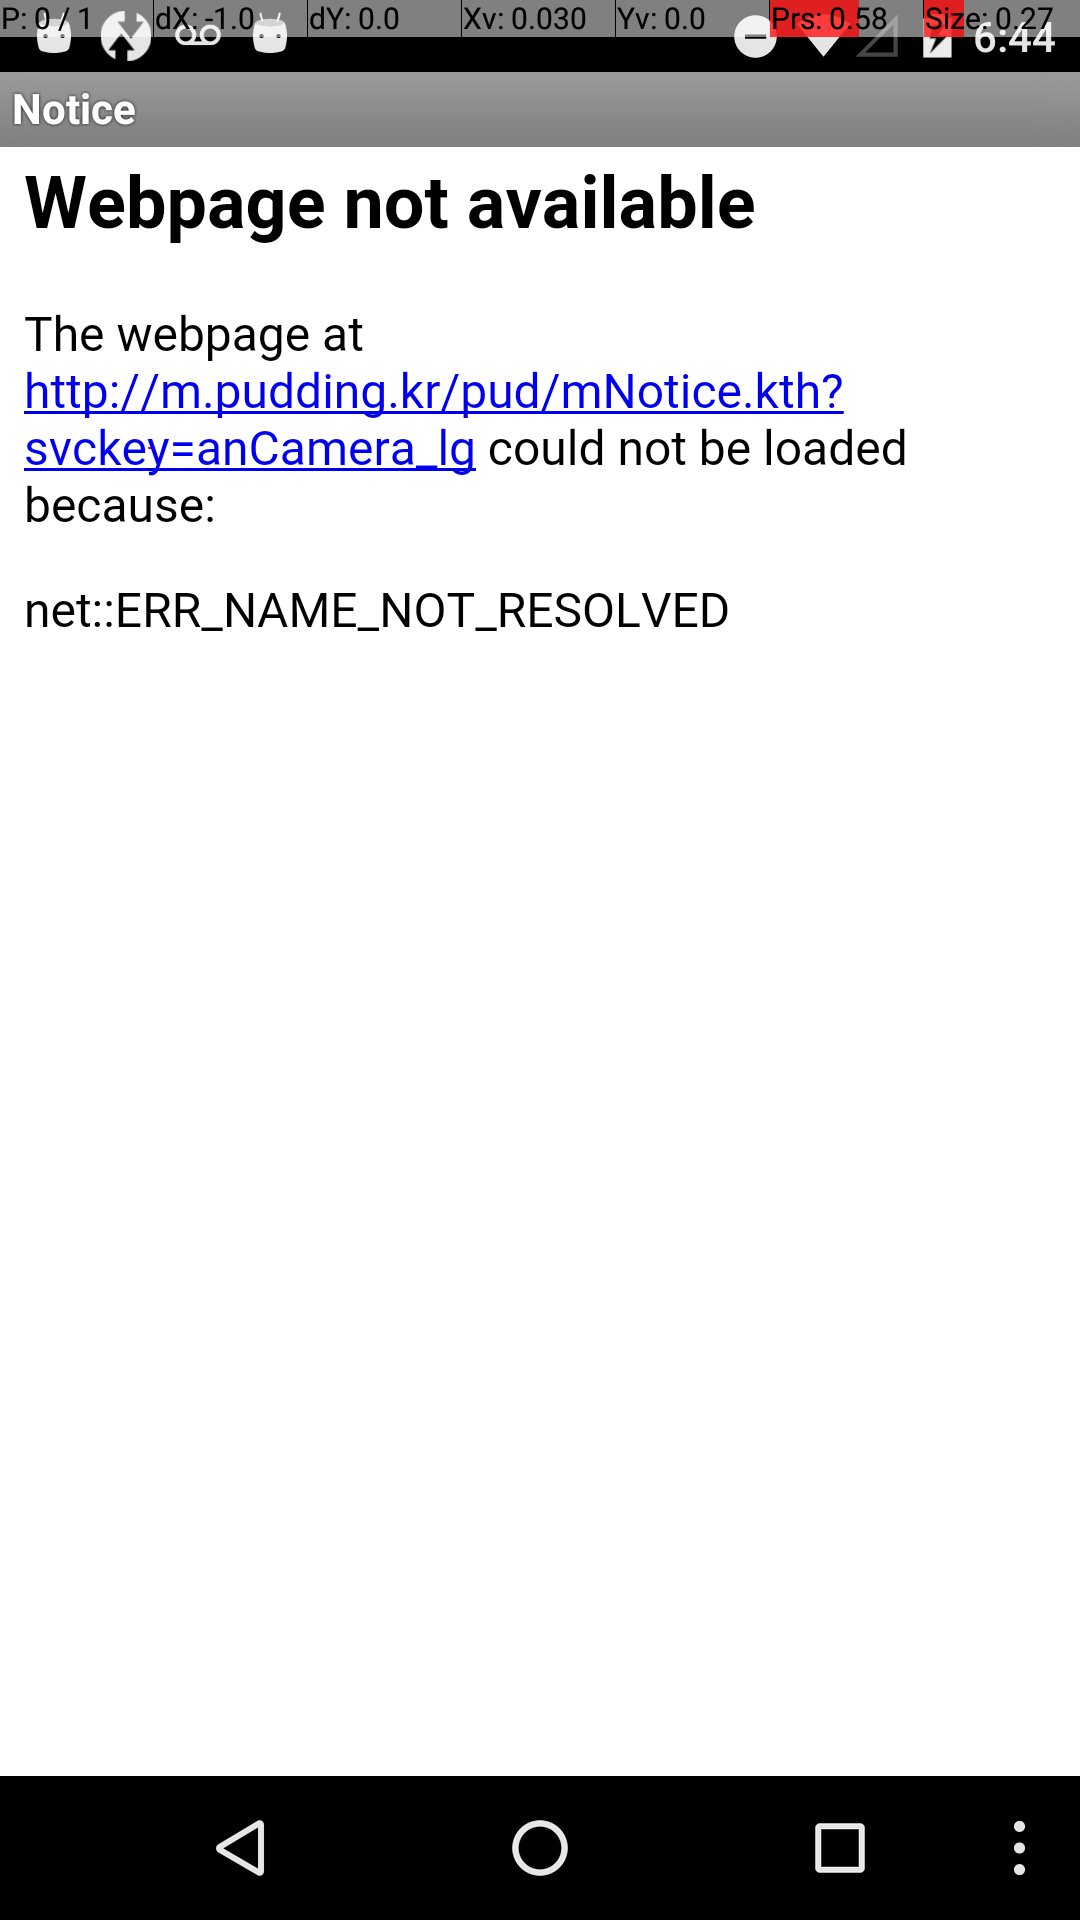 P: 0 / 1 dX: -1.0 dY: 0.0 Xv: 0.030 Yv: 0.0 Prs: 0.58 Size: 0.27
6:44
Notice
Webpage not available
The webpage at
http://m.pudding.kr/pud/mNotice.kth?
svckey=anCamera_lg could not be loaded
because:
net::ERR_NAME_NOT_RESOLVED